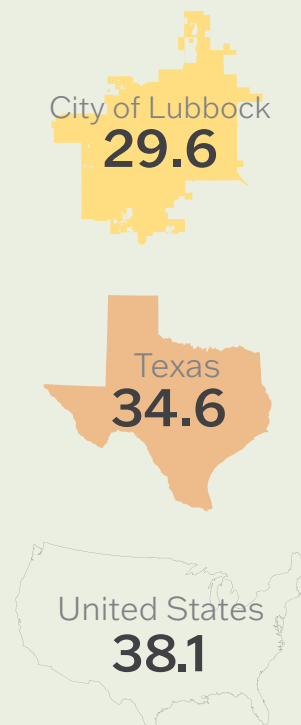 City of Lubbock
29.6
Texas
34.6
United States
38.1